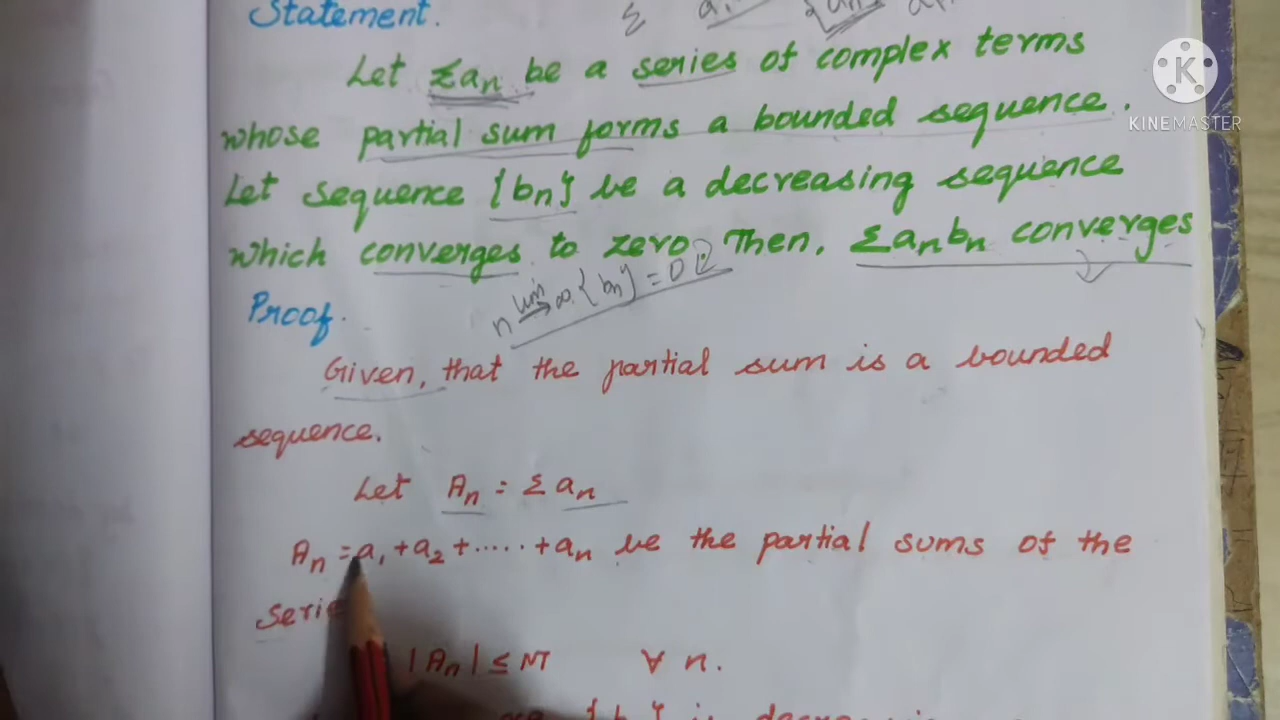 Statement.
Σ
Let Σan be a series of complex terms
whose partial sum forms a bounded sequence.
Let sequence {bn} be a decreasing sequence
which converges to zero. Then, Σanbn converges
lim n→∞ {bn} = 0
Proof.
Given, that the partial sum is a bounded
sequence.
Let An = Σ an
An = a1 + a2 + ..... + an be the partial sums of the
|An| ≤ M ∀ n.
{b is
K
KINEMASTER